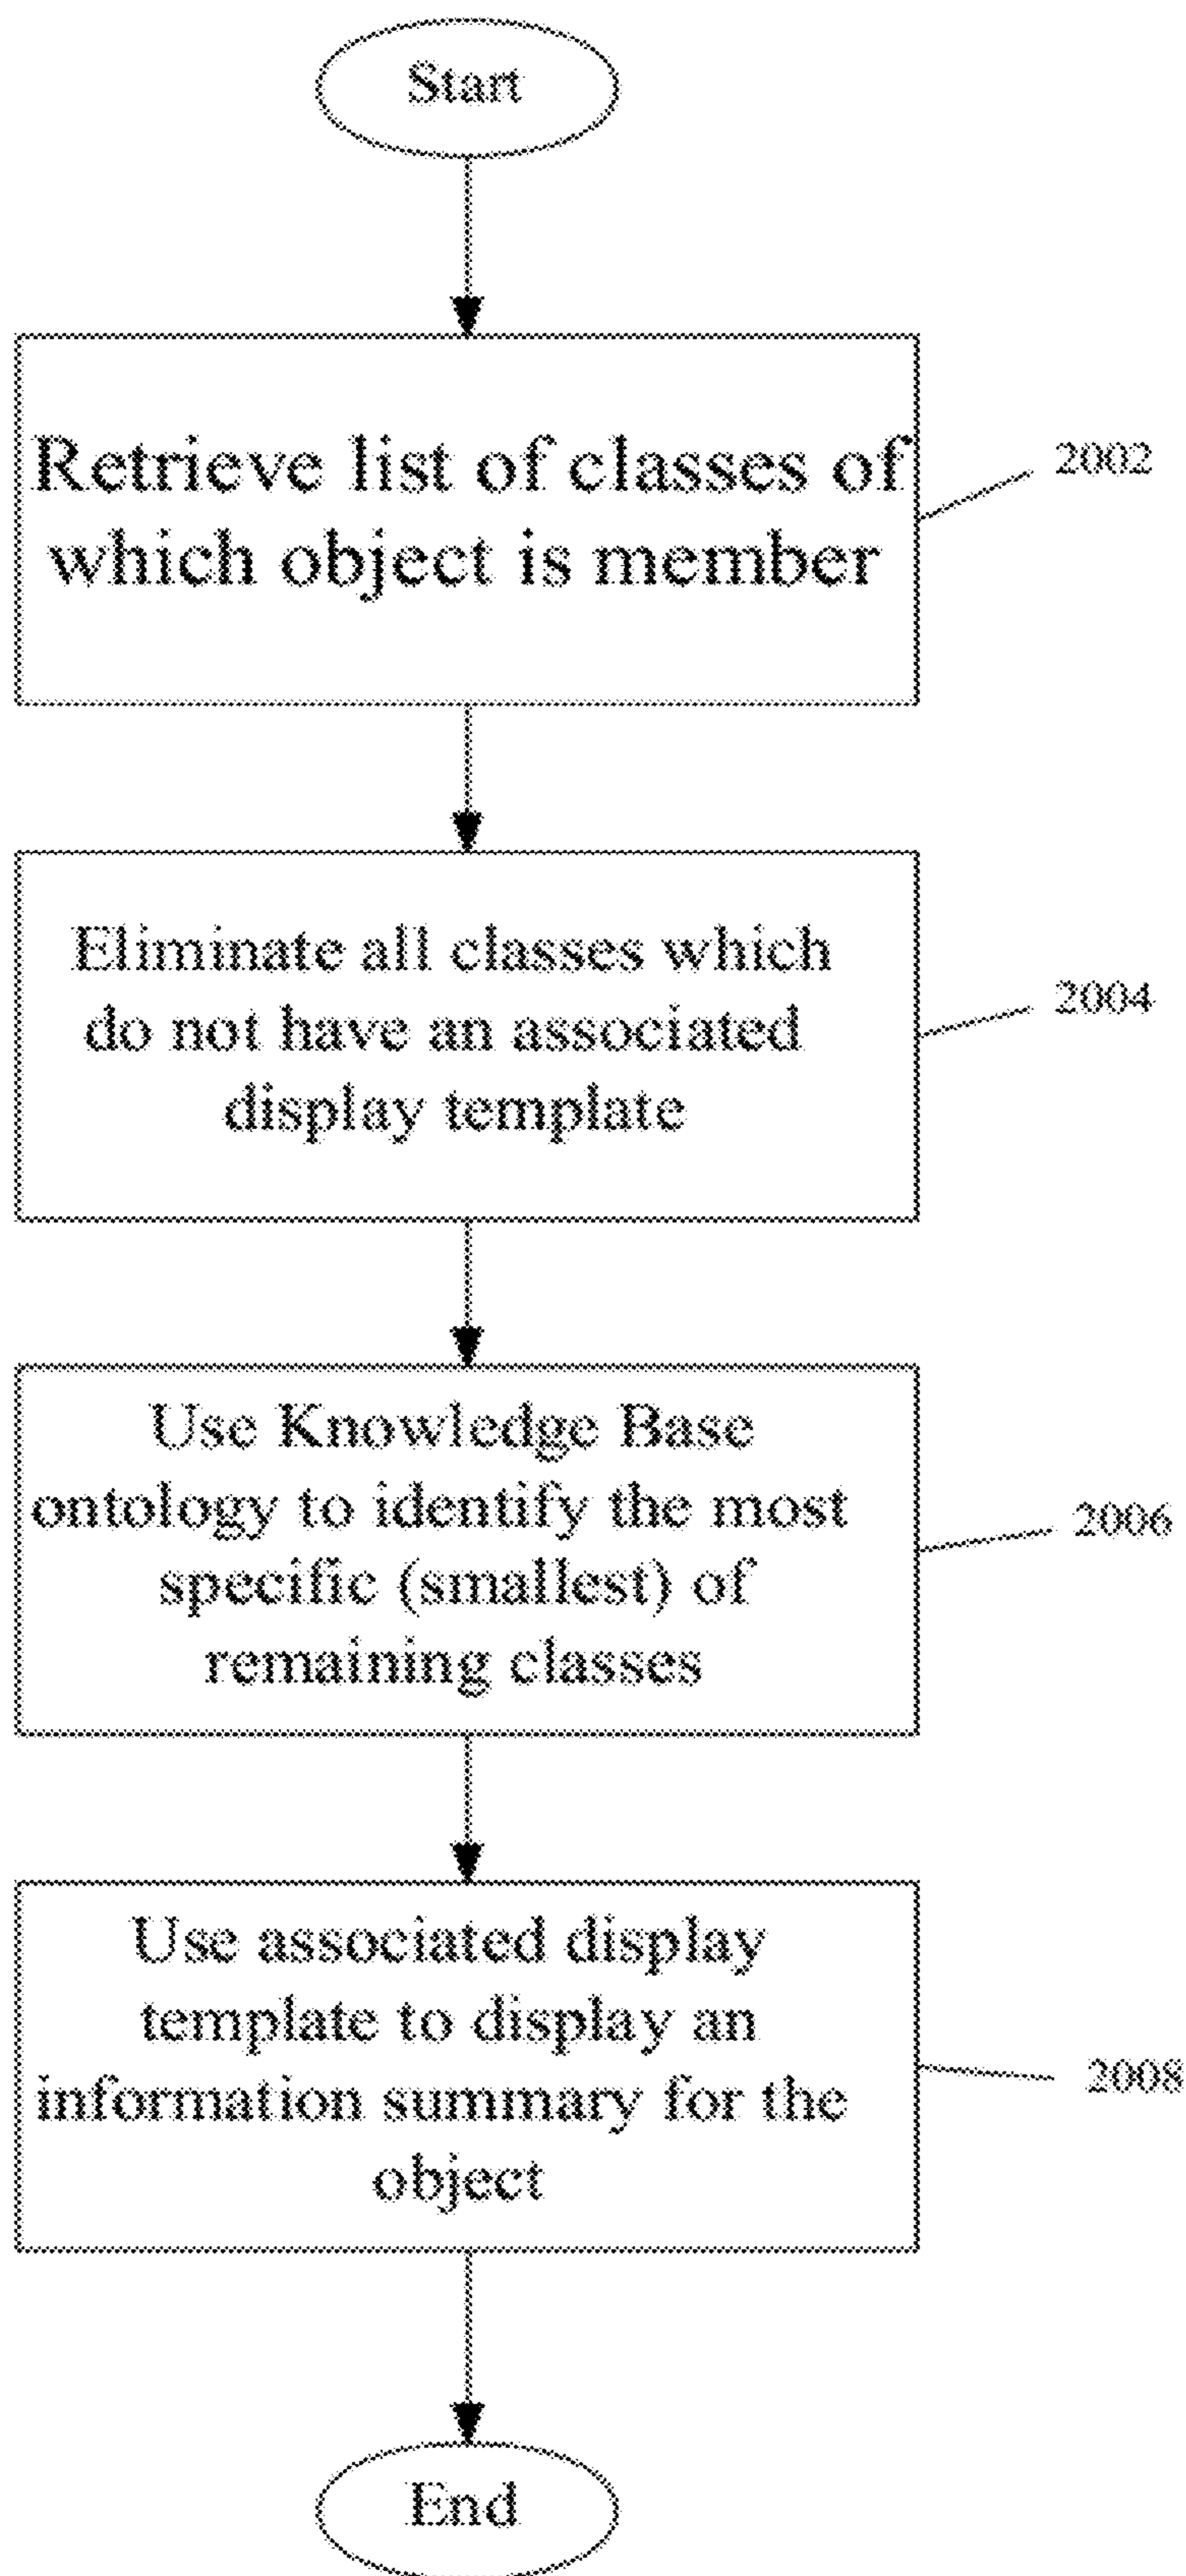 Start
Retrieve list of classes of
which object is member
2002
Eliminate all classes which
do not have an associated
display template
2004
Use Knowledge Base
ontology to identify the most
specific (smallest) of
remaining classes
2006
Use associated display
template to display an
information summary for the
object
2008
End